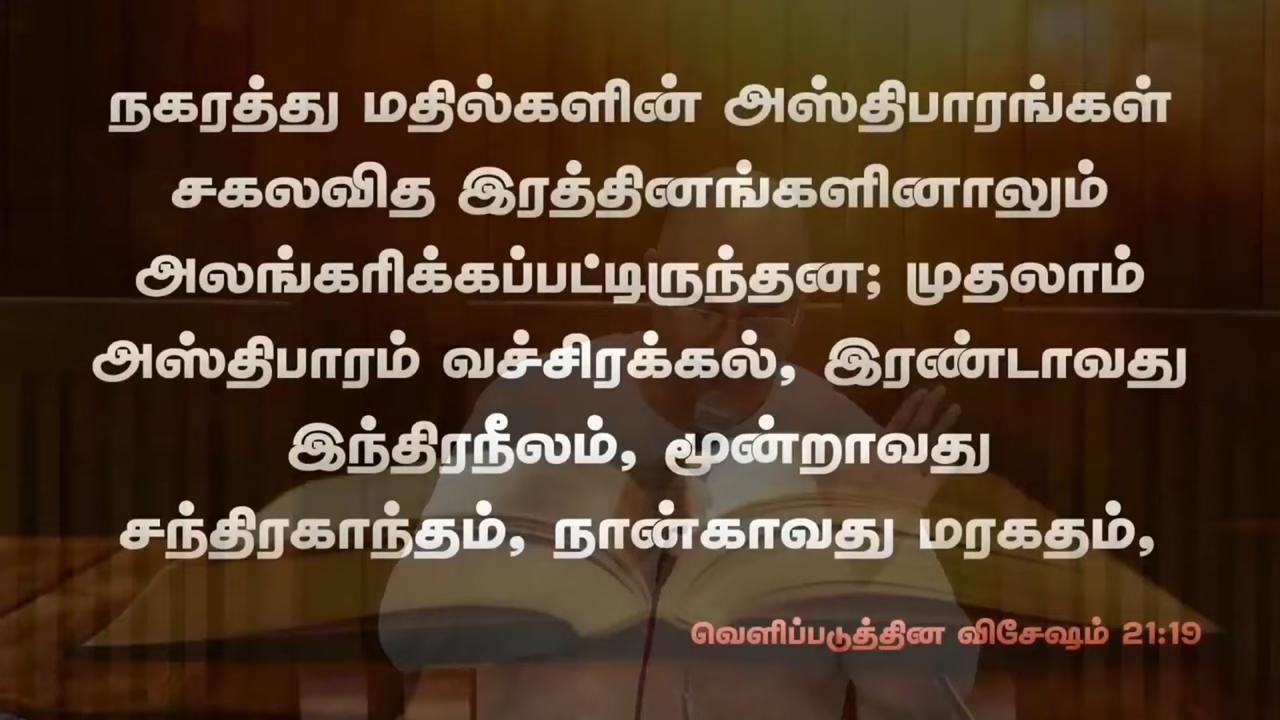 நகரத்து மதில்களின் அஸ்திபாரங்கள்
சகலவித இரத்தினங்களினாலும்
அலங்கரிக்கப்பட்டிருந்தன; முதலாம்
அஸ்திபாரம் வச்சிரக்கல், இரண்டாவது
இந்திரநீலம், மூன்றாவது
சந்திரகாந்தம், நான்காவது மரகதம்,
வெளிப்படுத்தின விசேஷம் 21:19